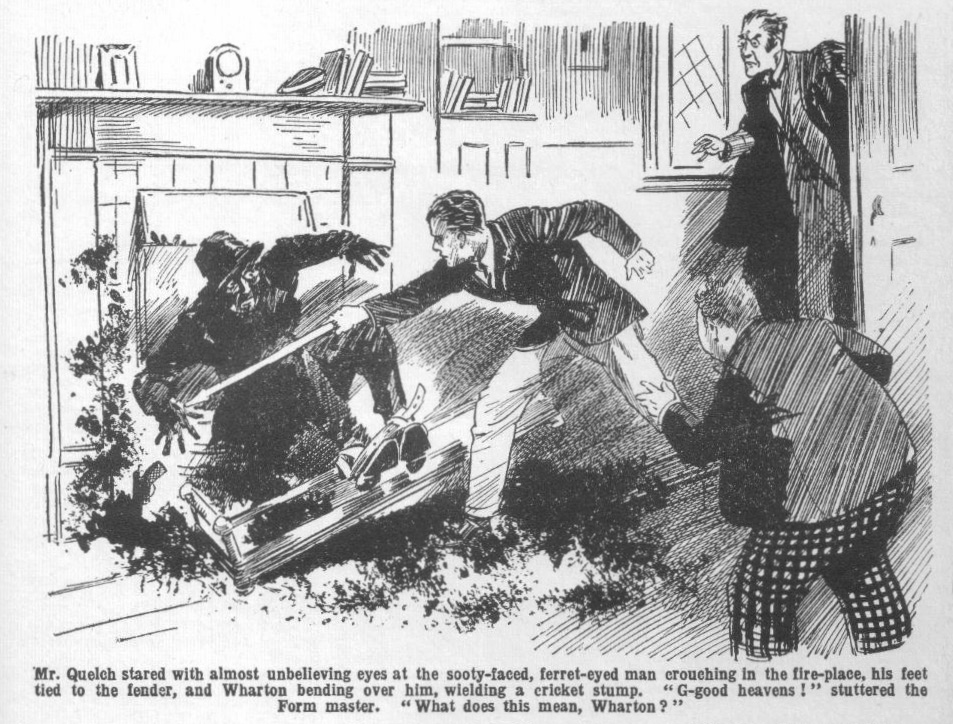 Mr. Quelch stared with almost unbelieving eyes at the sooty-faced, ferret-eyed man crouching in the fire-place, his feet
tied to the fender, and Wharton bending over him, wielding a cricket stump. "G-good heavens!" stuttered the
Form master. "What does this mean, Wharton?"